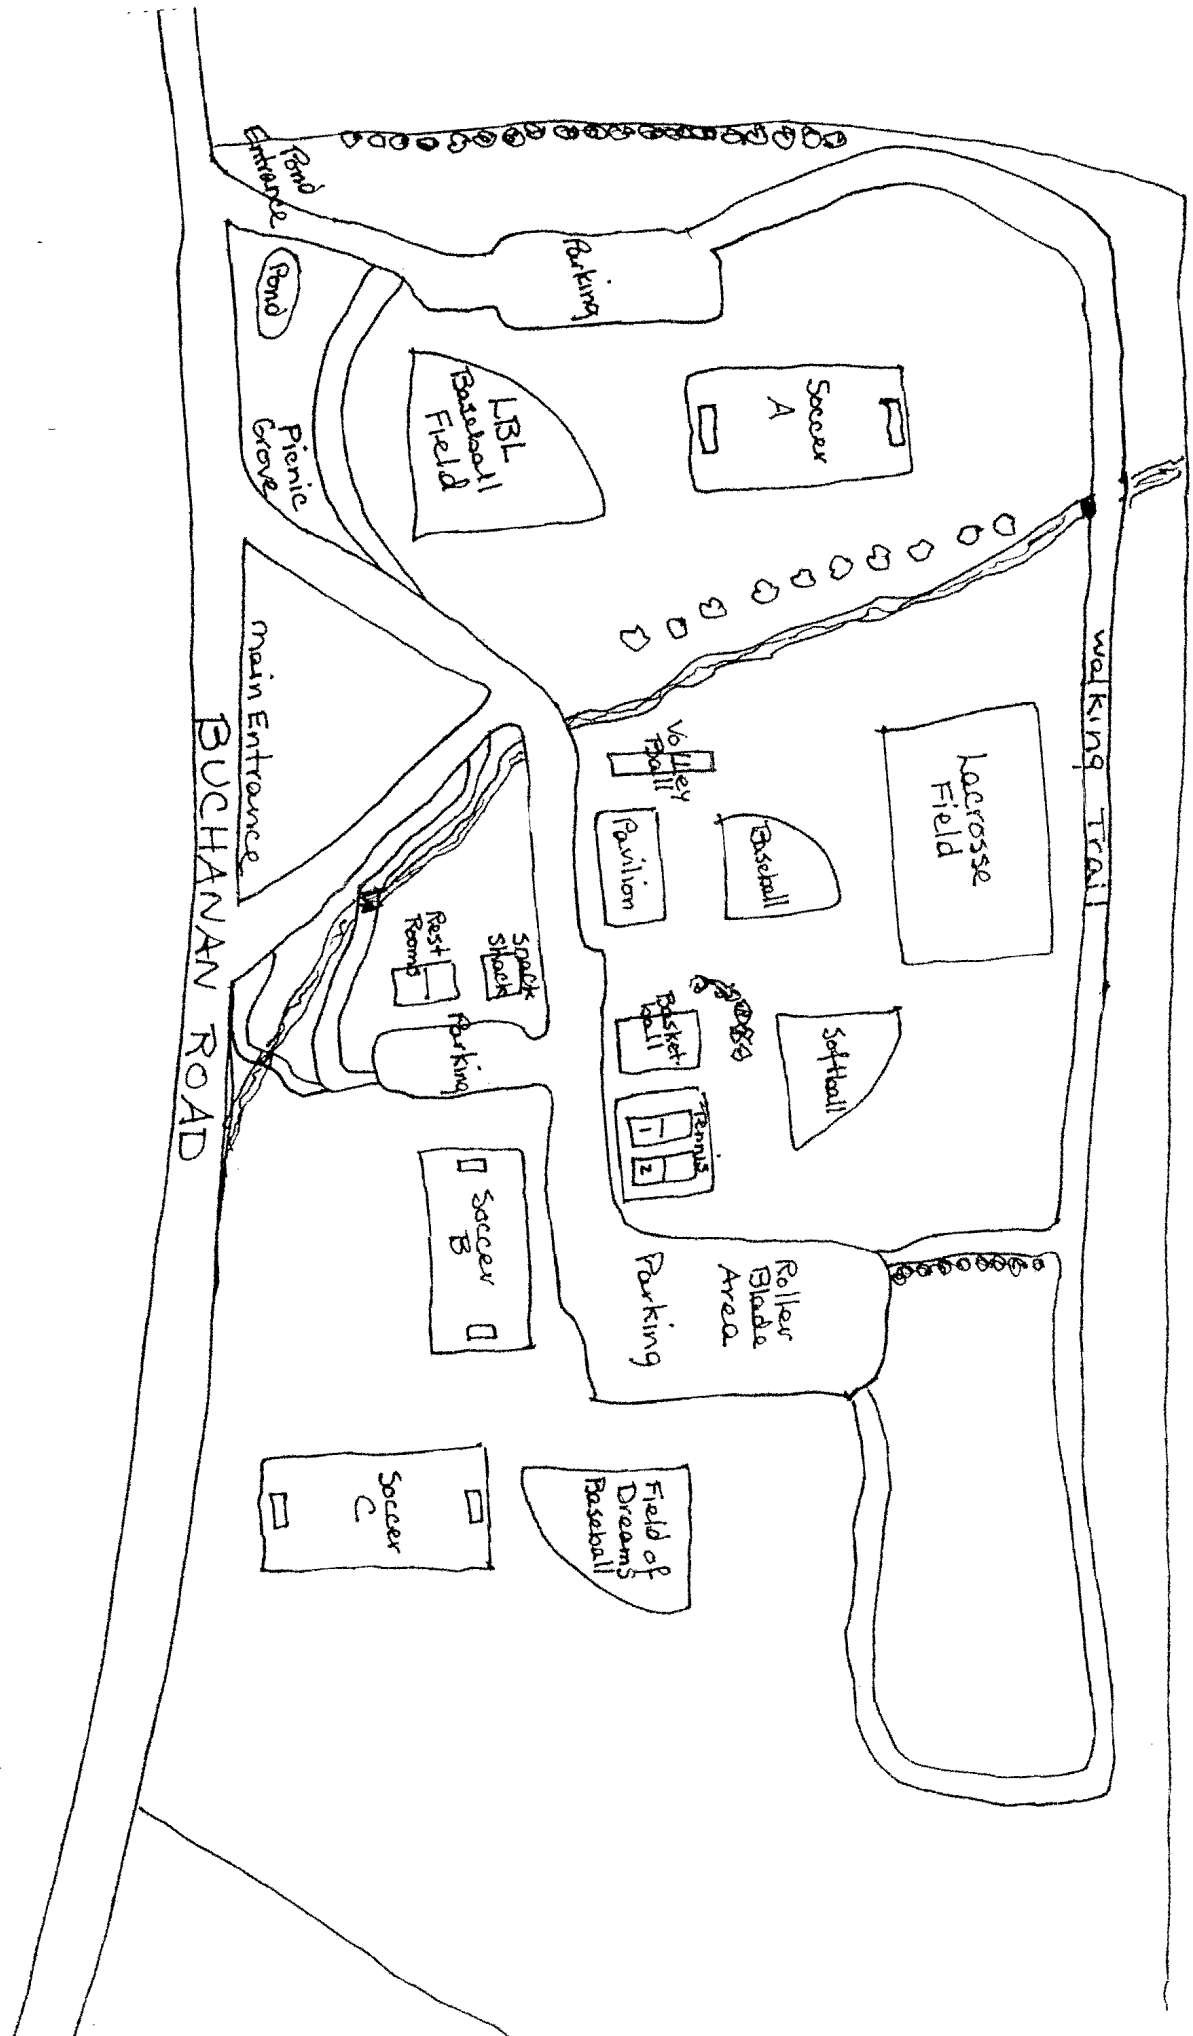 Pond
Entrance
Pond
Parking
Picnic
Grove
LBL
Baseball
Field
Soccer
A
Walking Trail
Main Entrance
BUCHANAN ROAD
Volley
Ball
Pavilion
Baseball
Lacrosse
Field
Rest
Rooms
Snack
Shack
Parking
Basket
ball
Softball
Tennis
1
2
Soccer
B
Roller
Blade
Area
Parking
Soccer
C
Field of
Dreams
Baseball